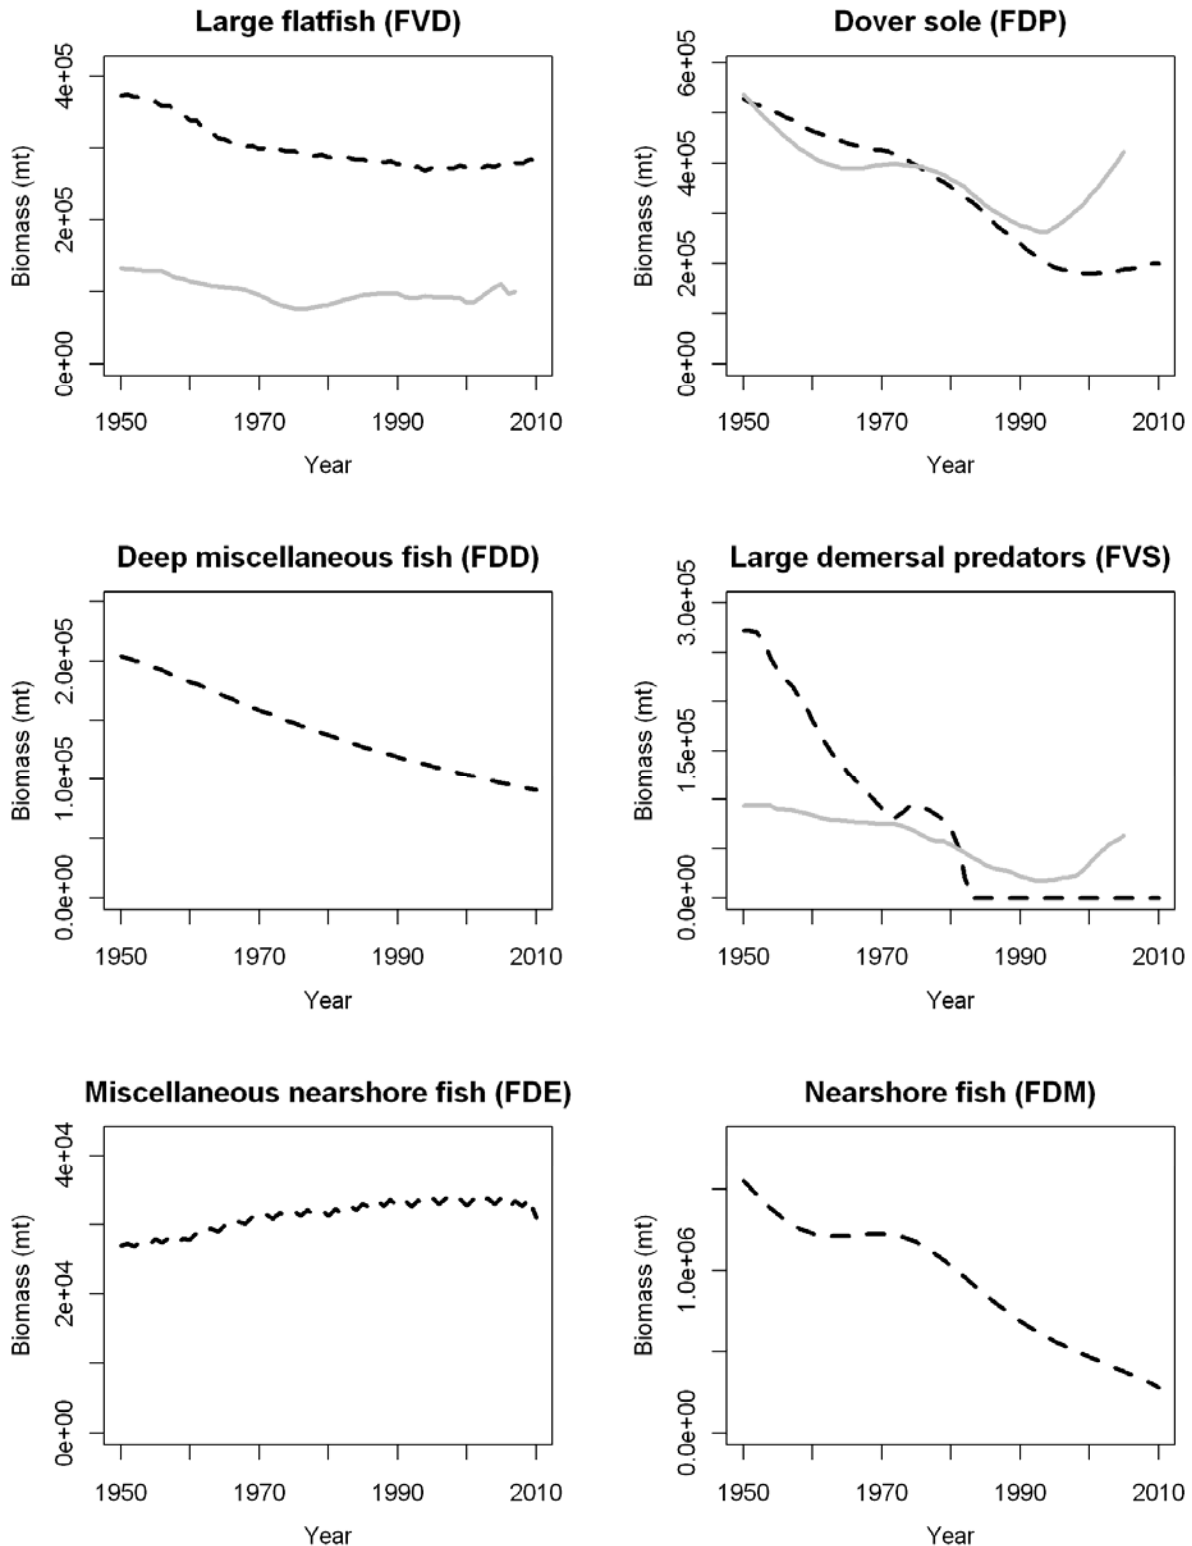 Large flatfish (FVD)
Biomass (mt)
0e+00 2e+05 4e+05
1950 1970 1990 2010
Year
Dover sole (FDP)
Biomass (mt)
0e+00 2e+05 4e+05 6e+05
1950 1970 1990 2010
Year
Deep miscellaneous fish (FDD)
Biomass (mt)
0.0e+00 1.0e+05 2.0e+05
1950 1970 1990 2010
Year
Large demersal predators (FVS)
Biomass (mt)
0.0e+00 1.5e+05 3.0e+05
1950 1970 1990 2010
Year
Miscellaneous nearshore fish (FDE)
Biomass (mt)
0e+00 2e+04 4e+04
1950 1970 1990 2010
Year
Nearshore fish (FDM)
Biomass (mt)
0.0e+00 1.0e+06
1950 1970 1990 2010
Year